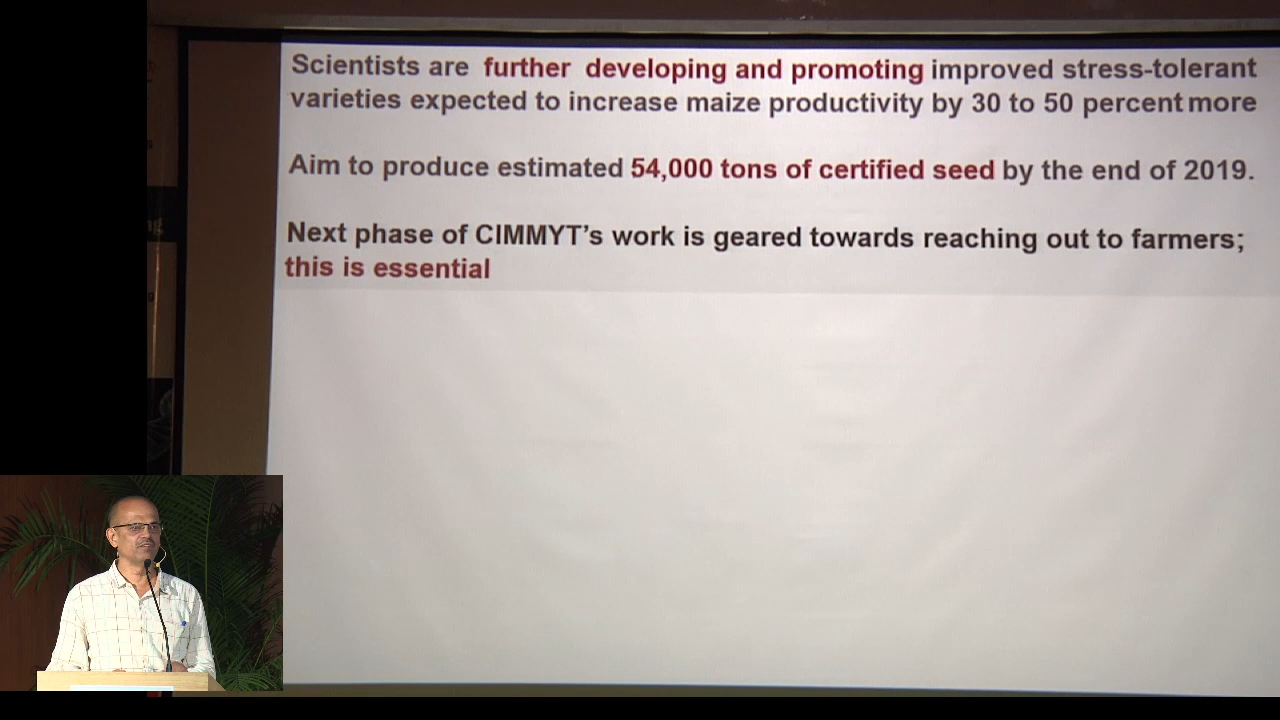 Scientists are further developing and promoting improved stress-tolerant
varieties expected to increase maize productivity by 30 to 50 percent more
Aim to produce estimated 54,000 tons of certified seed by the end of 2019.
Next phase of CIMMYT's work is geared towards reaching out to farmers;
this is essential